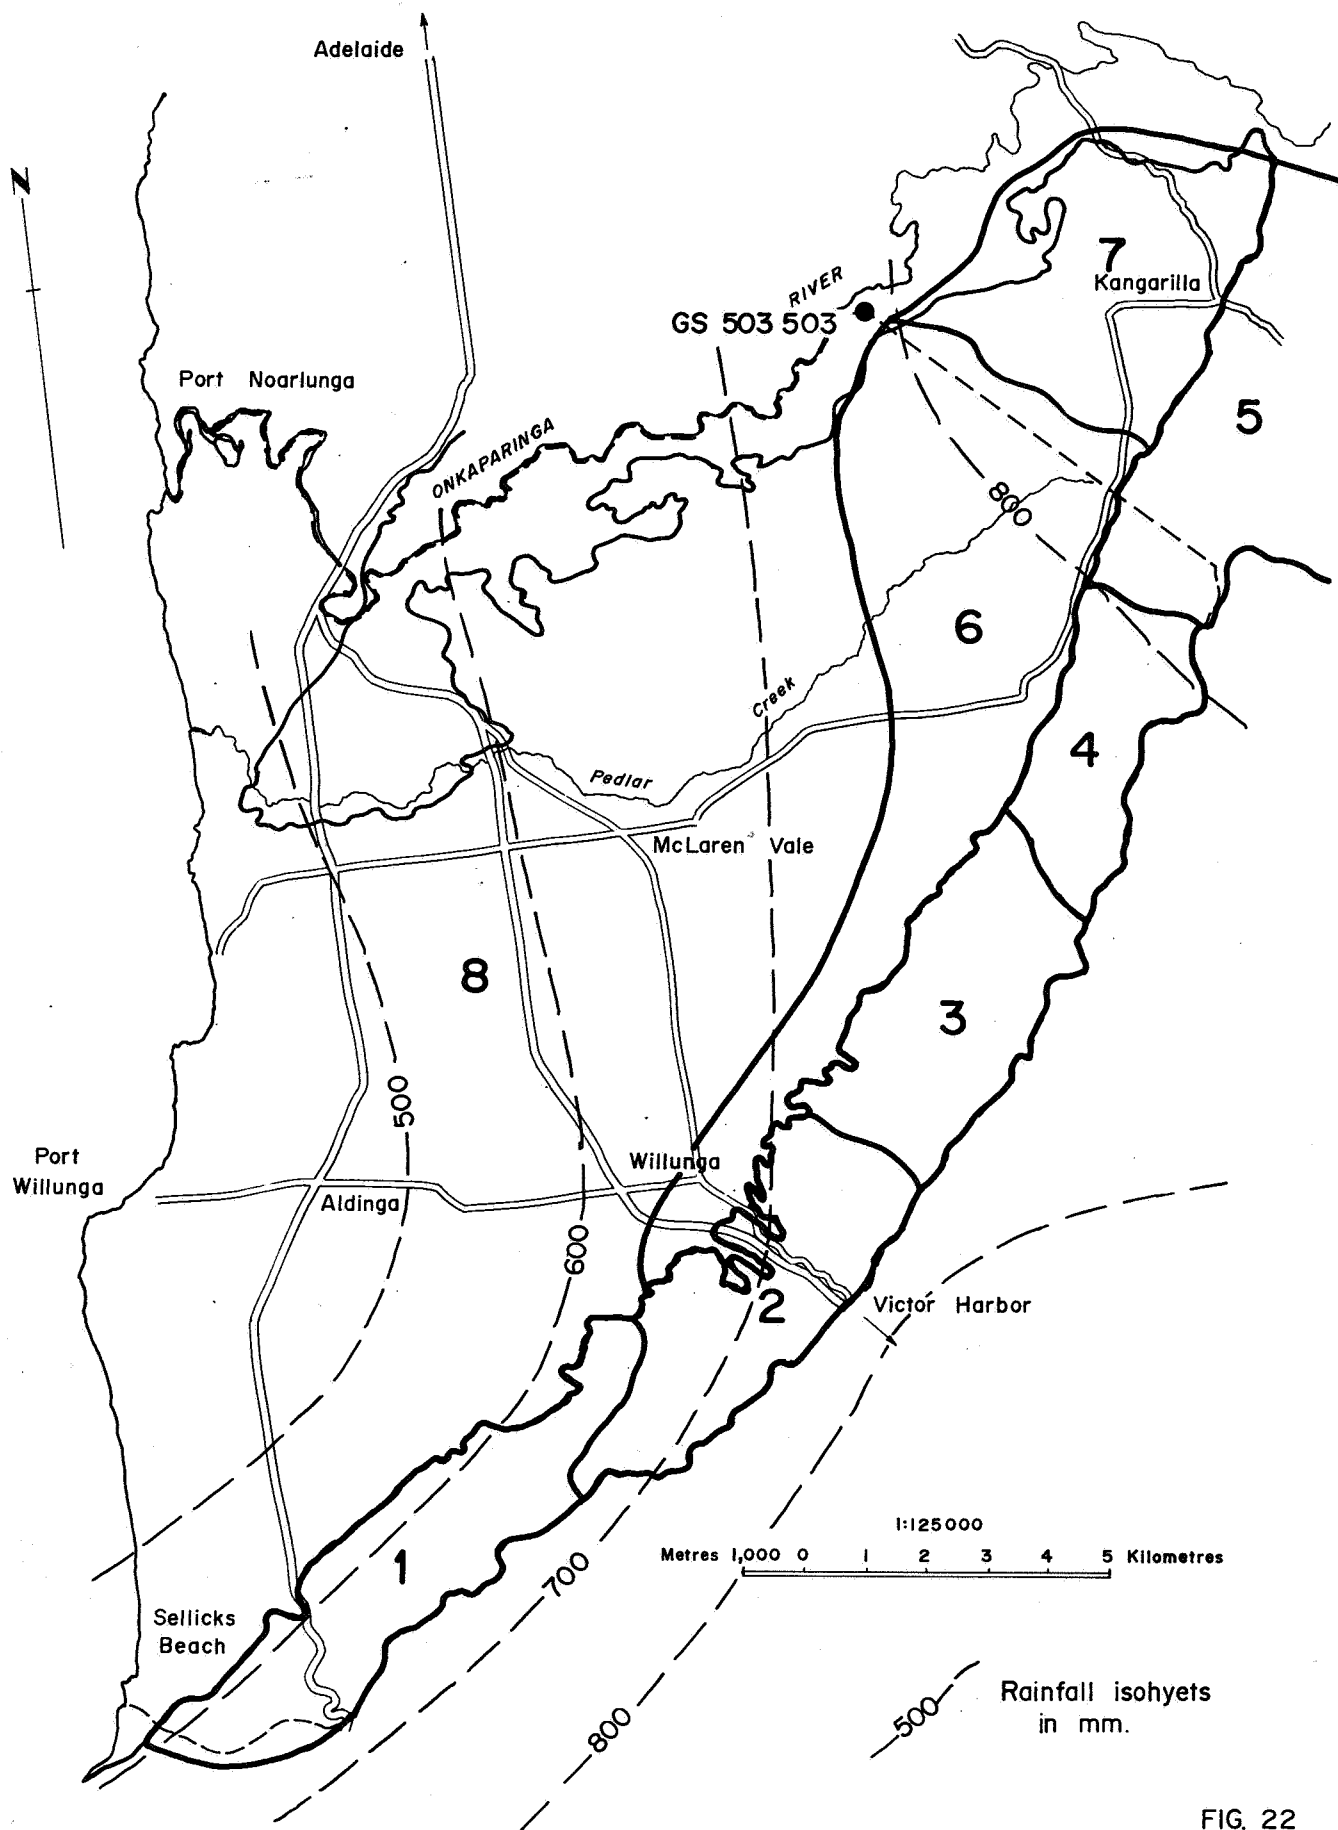 Adelaide
N
7
Kangarilla
RIVER
GS 503 503
Port Noarlunga
5
ONKAPARINGA
800
6
Creek
4
Pedlar
McLaren Vale
8
3
500
Port
Willunga
Willunga
Aldinga
600
2
Victor Harbor
1:125000
Metres 1,000 0 1 2 3 4 5 Kilometres
1
700
Sellicks
Beach
800
500
Rainfall isohyets
in mm.
FIG. 22